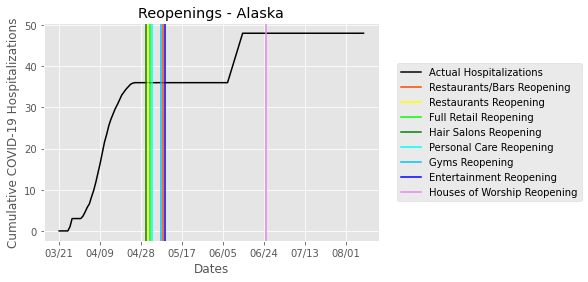 Reopenings - Alaska
Cumulative COVID-19 Hospitalizations
50
40
30
20
10
0
03/21 04/09 04/28 05/17 06/05 06/24 07/13 08/01
Dates
Actual Hospitalizations
Restaurants/Bars Reopening
Restaurants Reopening
Full Retail Reopening
Hair Salons Reopening
Personal Care Reopening
Gyms Reopening
Entertainment Reopening
Houses of Worship Reopening